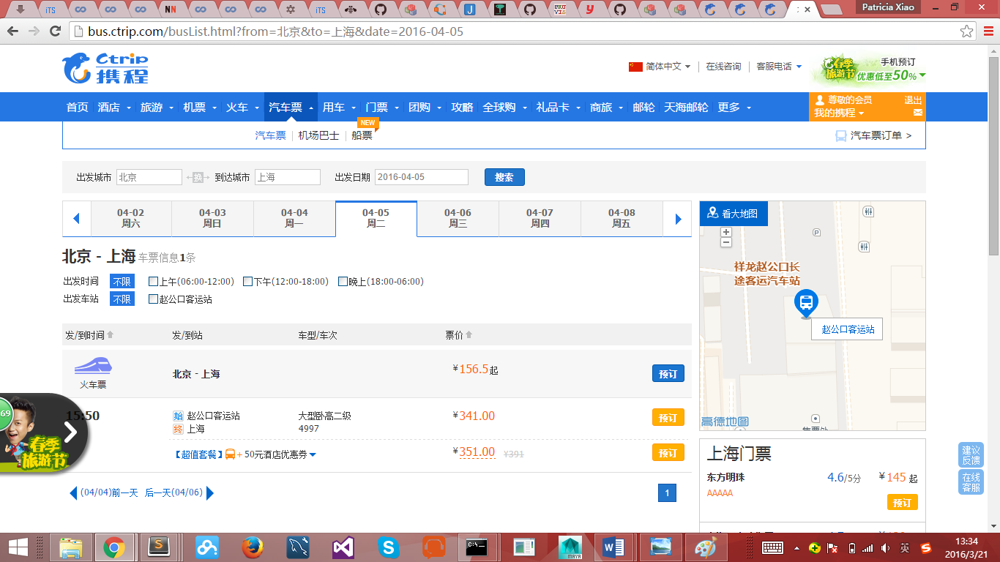 iTS
NN
iTS
PRU
VIS
Patricia Xiao
bus.ctrip.com/busList.html?from=北京&to=上海&date=2016-04-05
Ctrip
携程
简体中文 在线咨询 客服电话
春季
旅游节
手机预订
优惠低至50%
首页 酒店 旅游 机票 火车 汽车票 用车 门票 团购 攻略 全球购 礼品卡 商旅 邮轮 天海邮轮 更多
尊敬的会员 退出
我的携程
NEW
汽车票 机场巴士 船票 汽车票订单 >
出发城市 北京 换 到达城市 上海 出发日期 2016-04-05 搜索
04-02 04-03 04-04 04-05 04-06 04-07 04-08
周六 周日 周一 周二 周三 周四 周五
北京 - 上海 车票信息1条
出发时间 不限 上午(06:00-12:00) 下午(12:00-18:00) 晚上(18:00-06:00)
出发车站 不限 赵公口客运站
发/到时间 发/到站 车型/车次 票价
火车票
北京 - 上海 ¥156.5起 预订
15:50 始 赵公口客运站 大型卧高二级 ¥341.00 预订
终 上海 4997
【超值套餐】+ 50元酒店优惠券 ¥351.00 ¥391 预订
(04/04)前一天 后一天(04/06) 1
69
春季
旅游节
看大地图
+
P
−
祥龙赵公口长
途客运汽车站
赵公口客运站
高德地图
上海门票
东方明珠 4.6/5分 ¥145 起
AAAAA
预订
建议
反馈
在线
客服
MAYA
英
13:34
2016/3/21